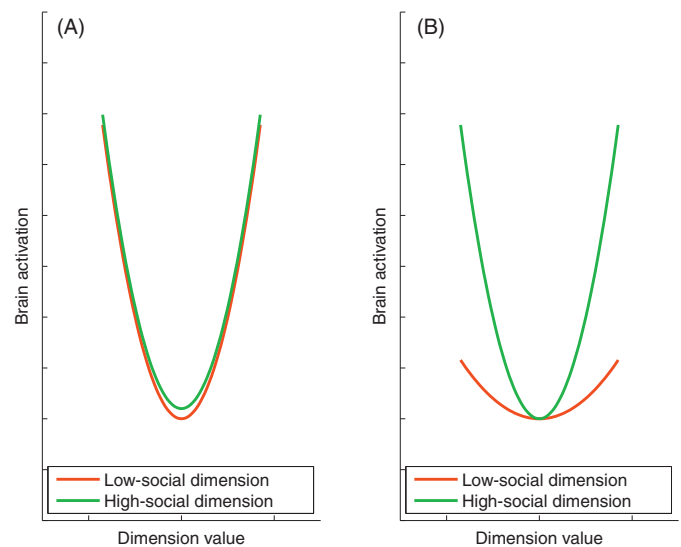 (A)
Brain activation
Low-social dimension
High-social dimension
Dimension value
(B)
Brain activation
Low-social dimension
High-social dimension
Dimension value